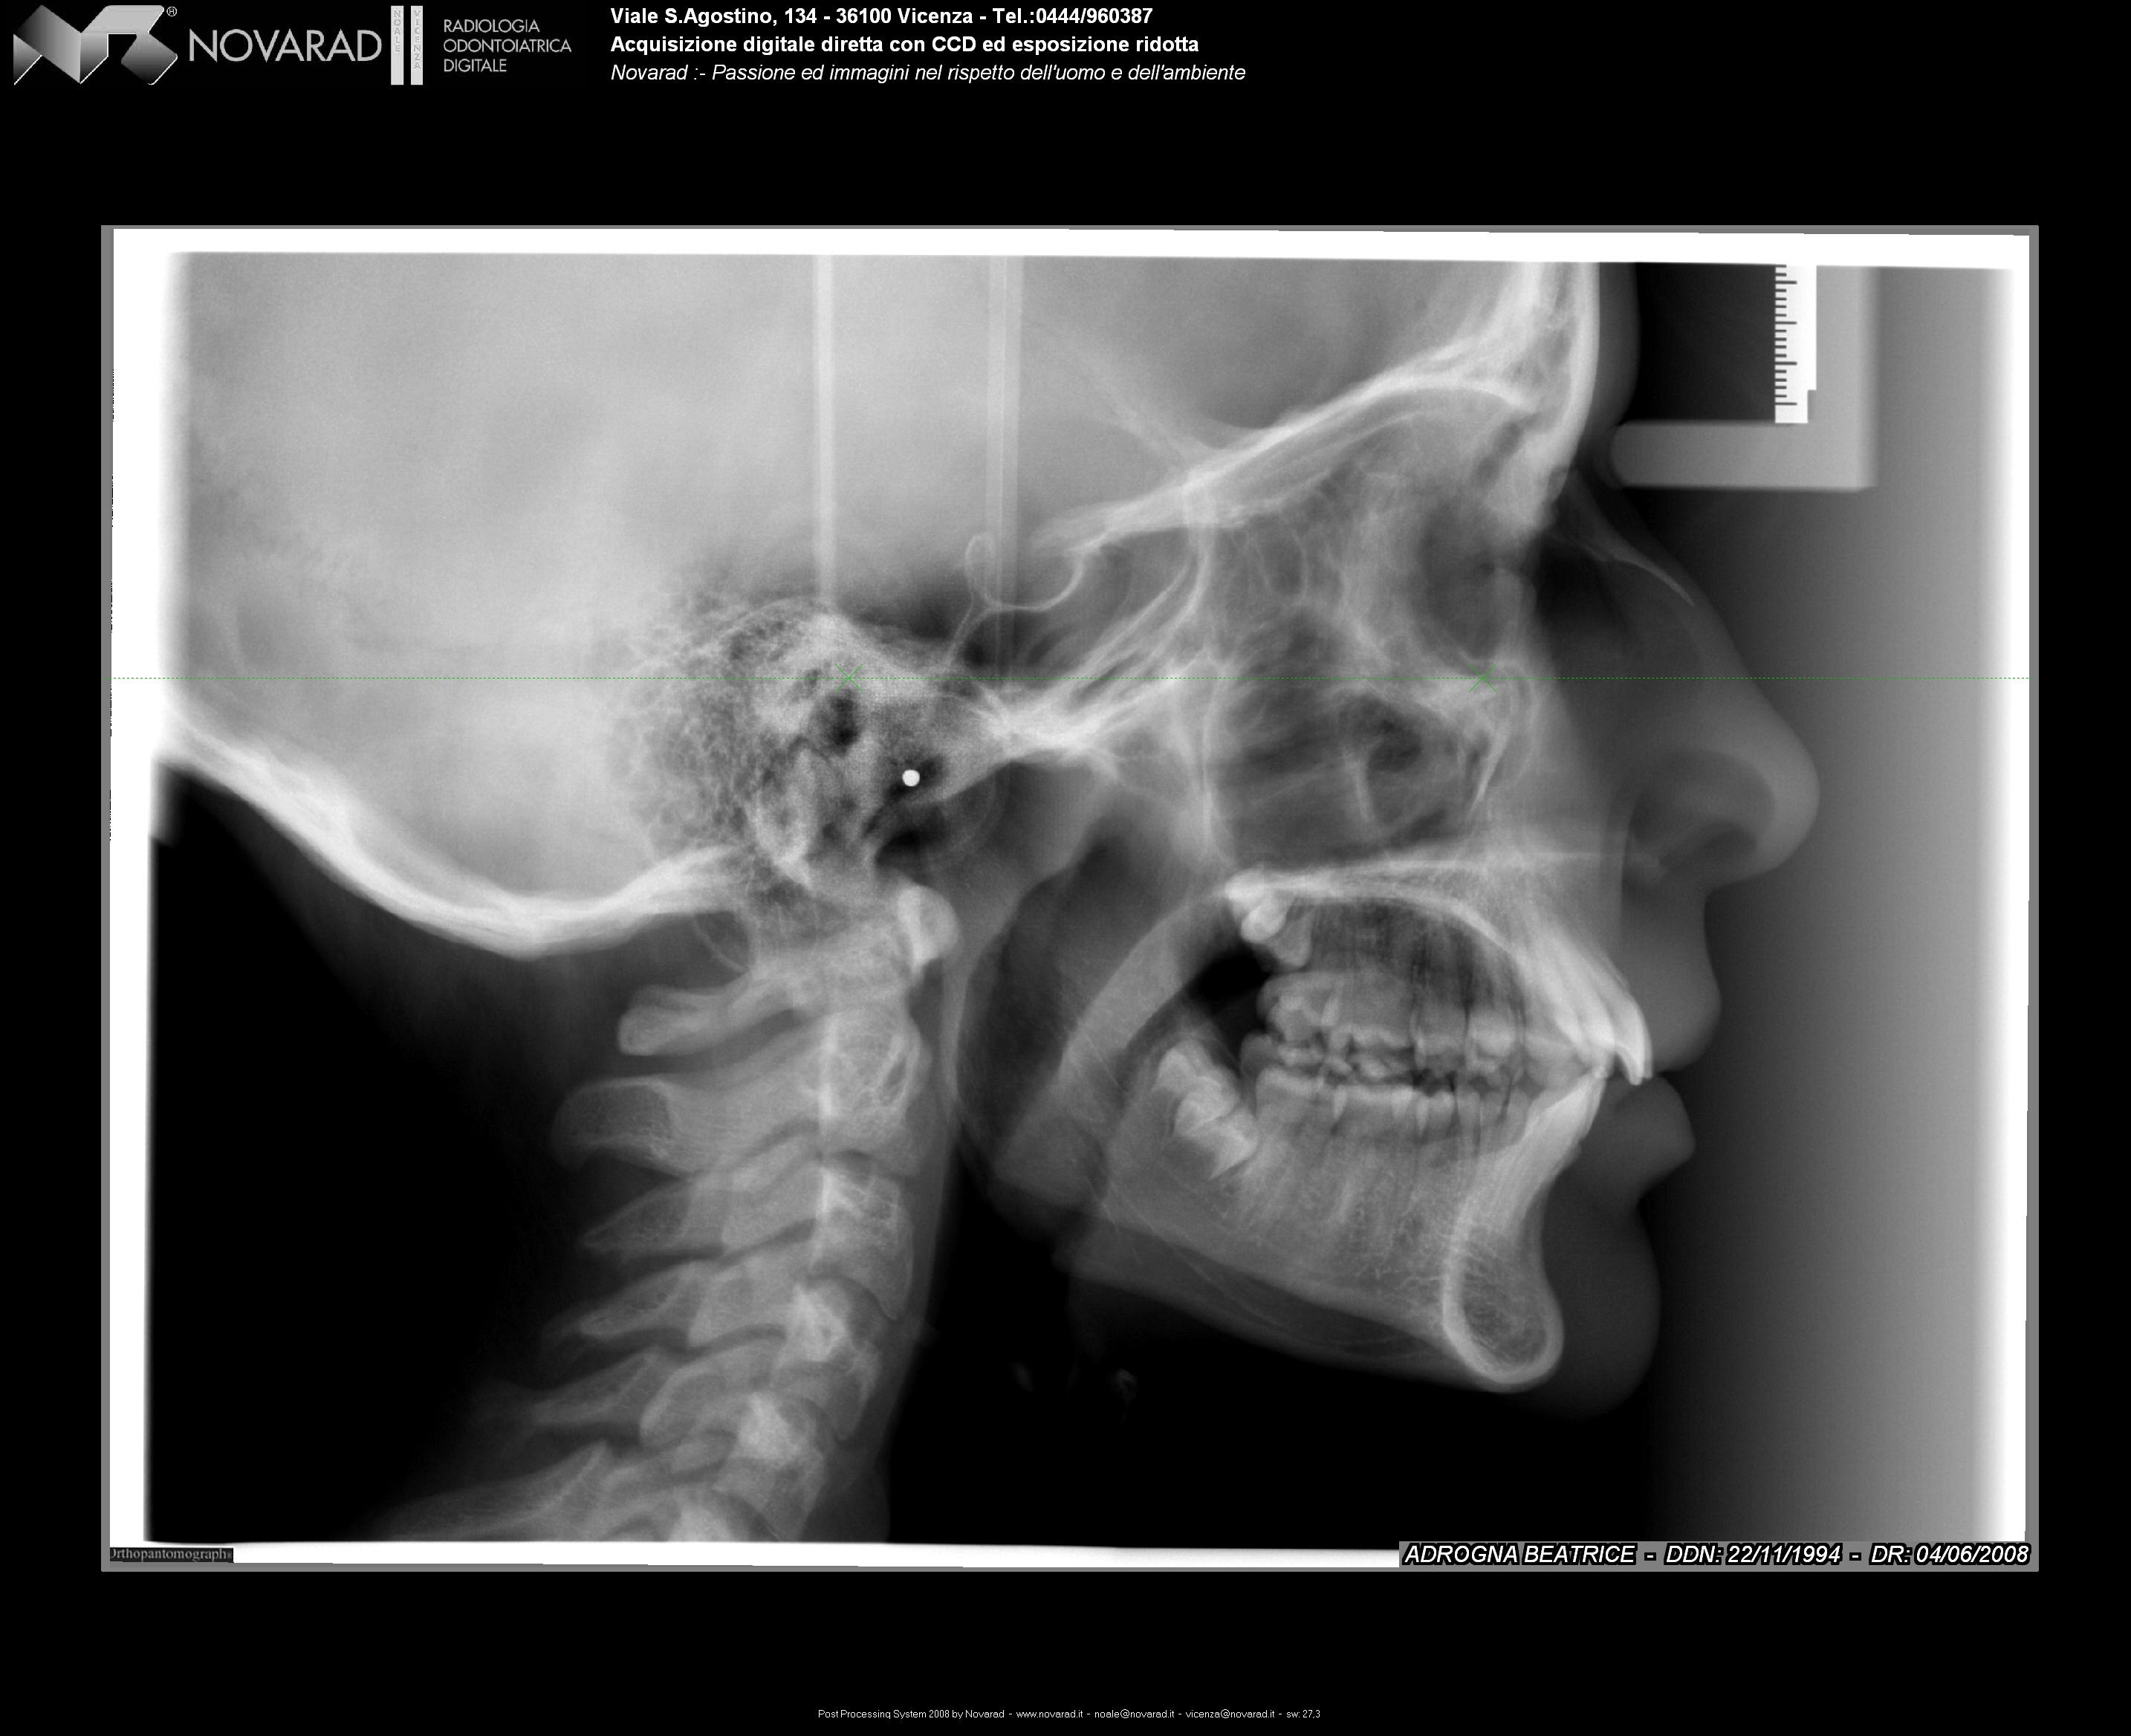 NOVARAD
®
NOALE
VICENZA
RADIOLOGIA
ODONTOIATRICA
DIGITALE
Viale S.Agostino, 134 - 36100 Vicenza - Tel.:0444/960387
Acquisizione digitale diretta con CCD ed esposizione ridotta
Novarad :- Passione ed immagini nel rispetto dell'uomo e dell'ambiente
Orthopantomograph
ADROGNA BEATRICE - DDN: 22/11/1994 - DR: 04/06/2008
Post Processing System 2008 by Novarad - www.novarad.it - noale@novarad.it - vicenza@novarad.it - sw: 27,3